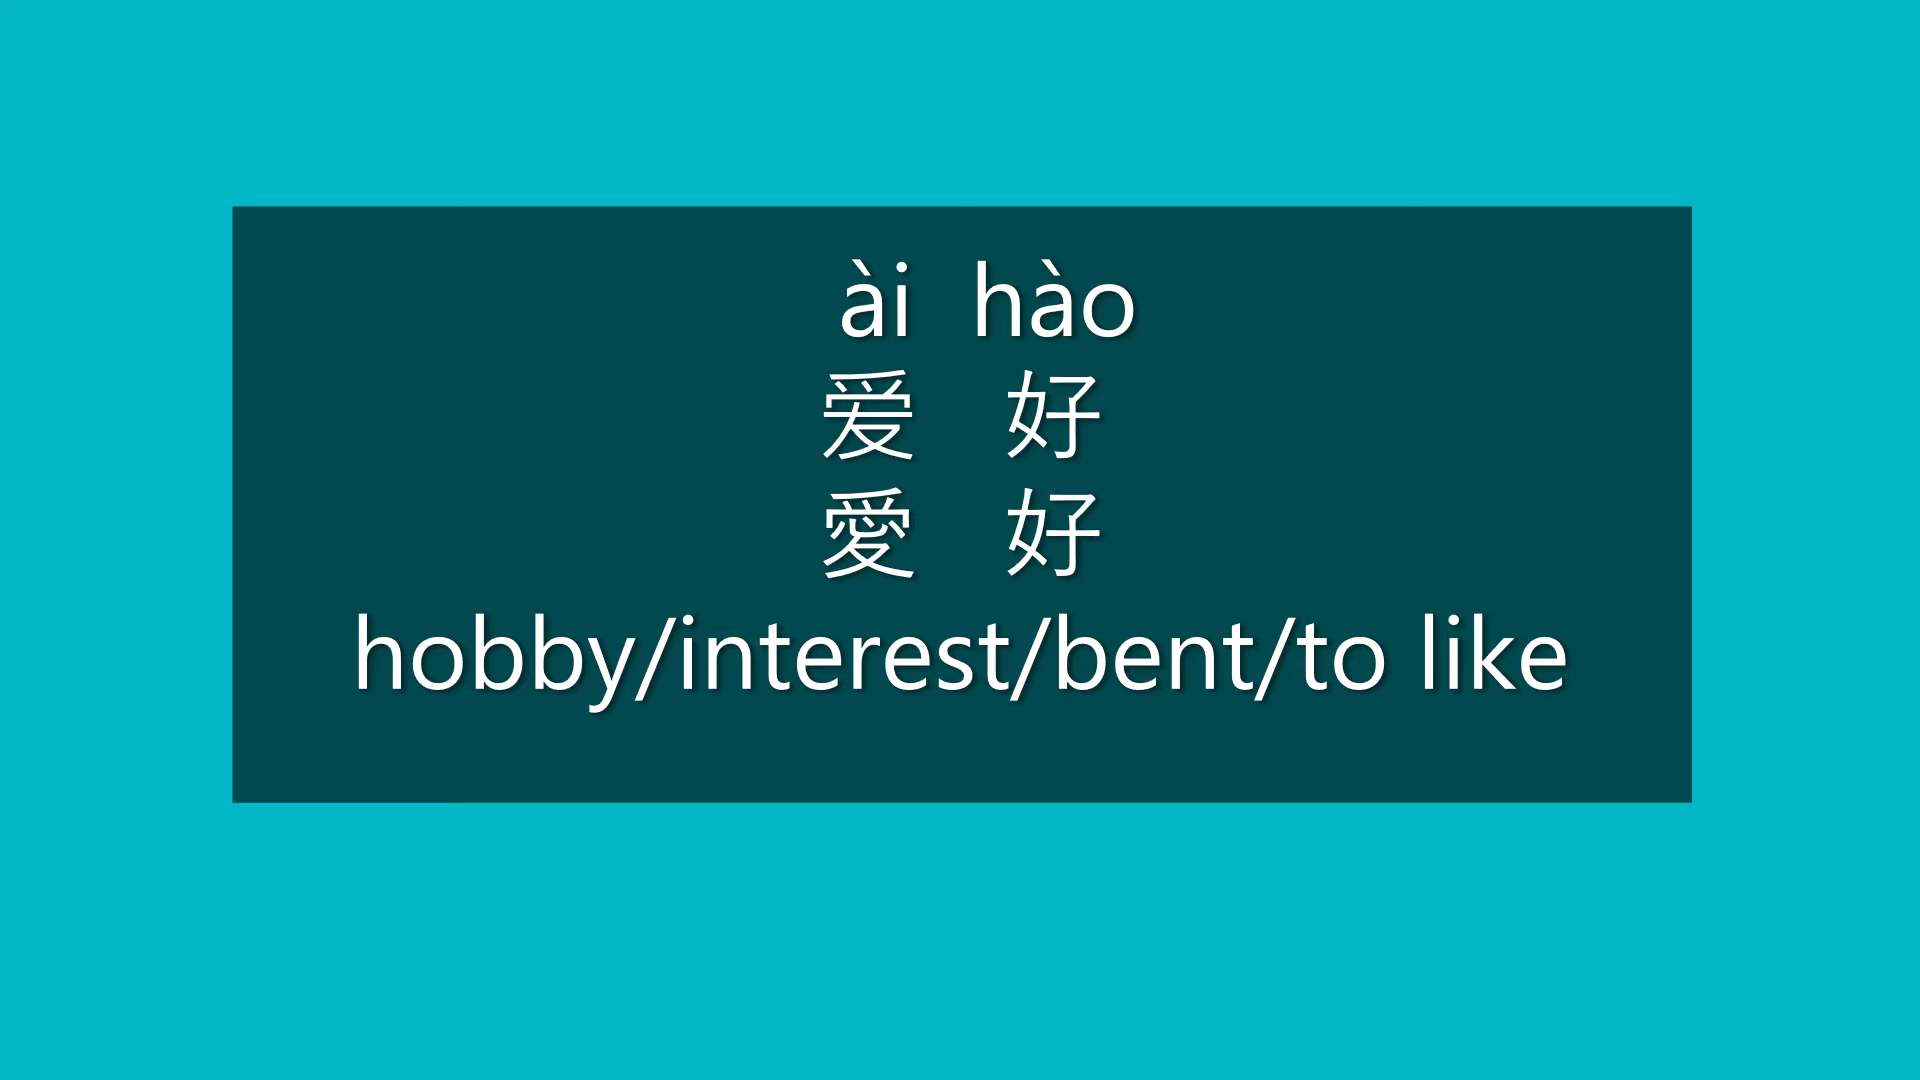 ài hào
爱 好
愛 好
hobby/interest/bent/to like